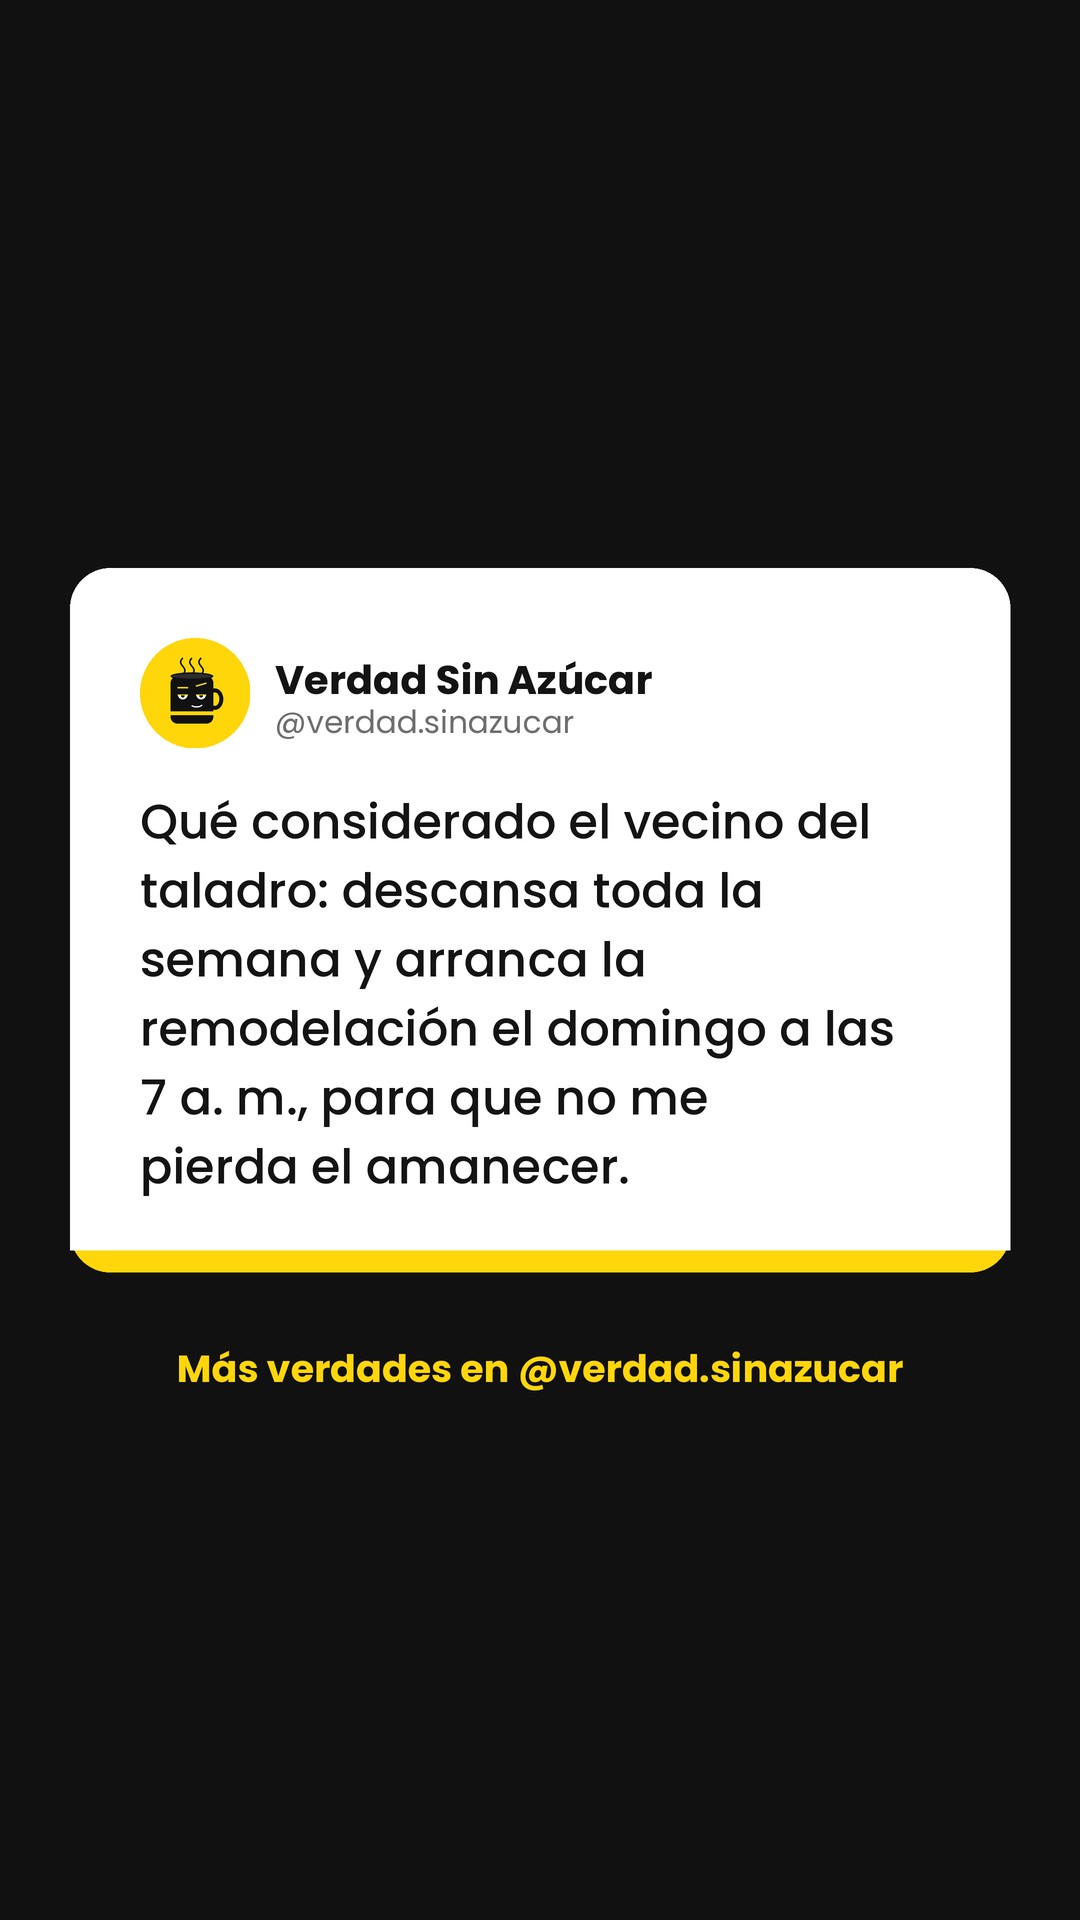 Verdad Sin Azúcar
@verdad.sinazucar
Qué considerado el vecino del
taladro: descansa toda la
semana y arranca la
remodelación el domingo a las
7 a. m., para que no me
pierda el amanecer.
Más verdades en @verdad.sinazucar